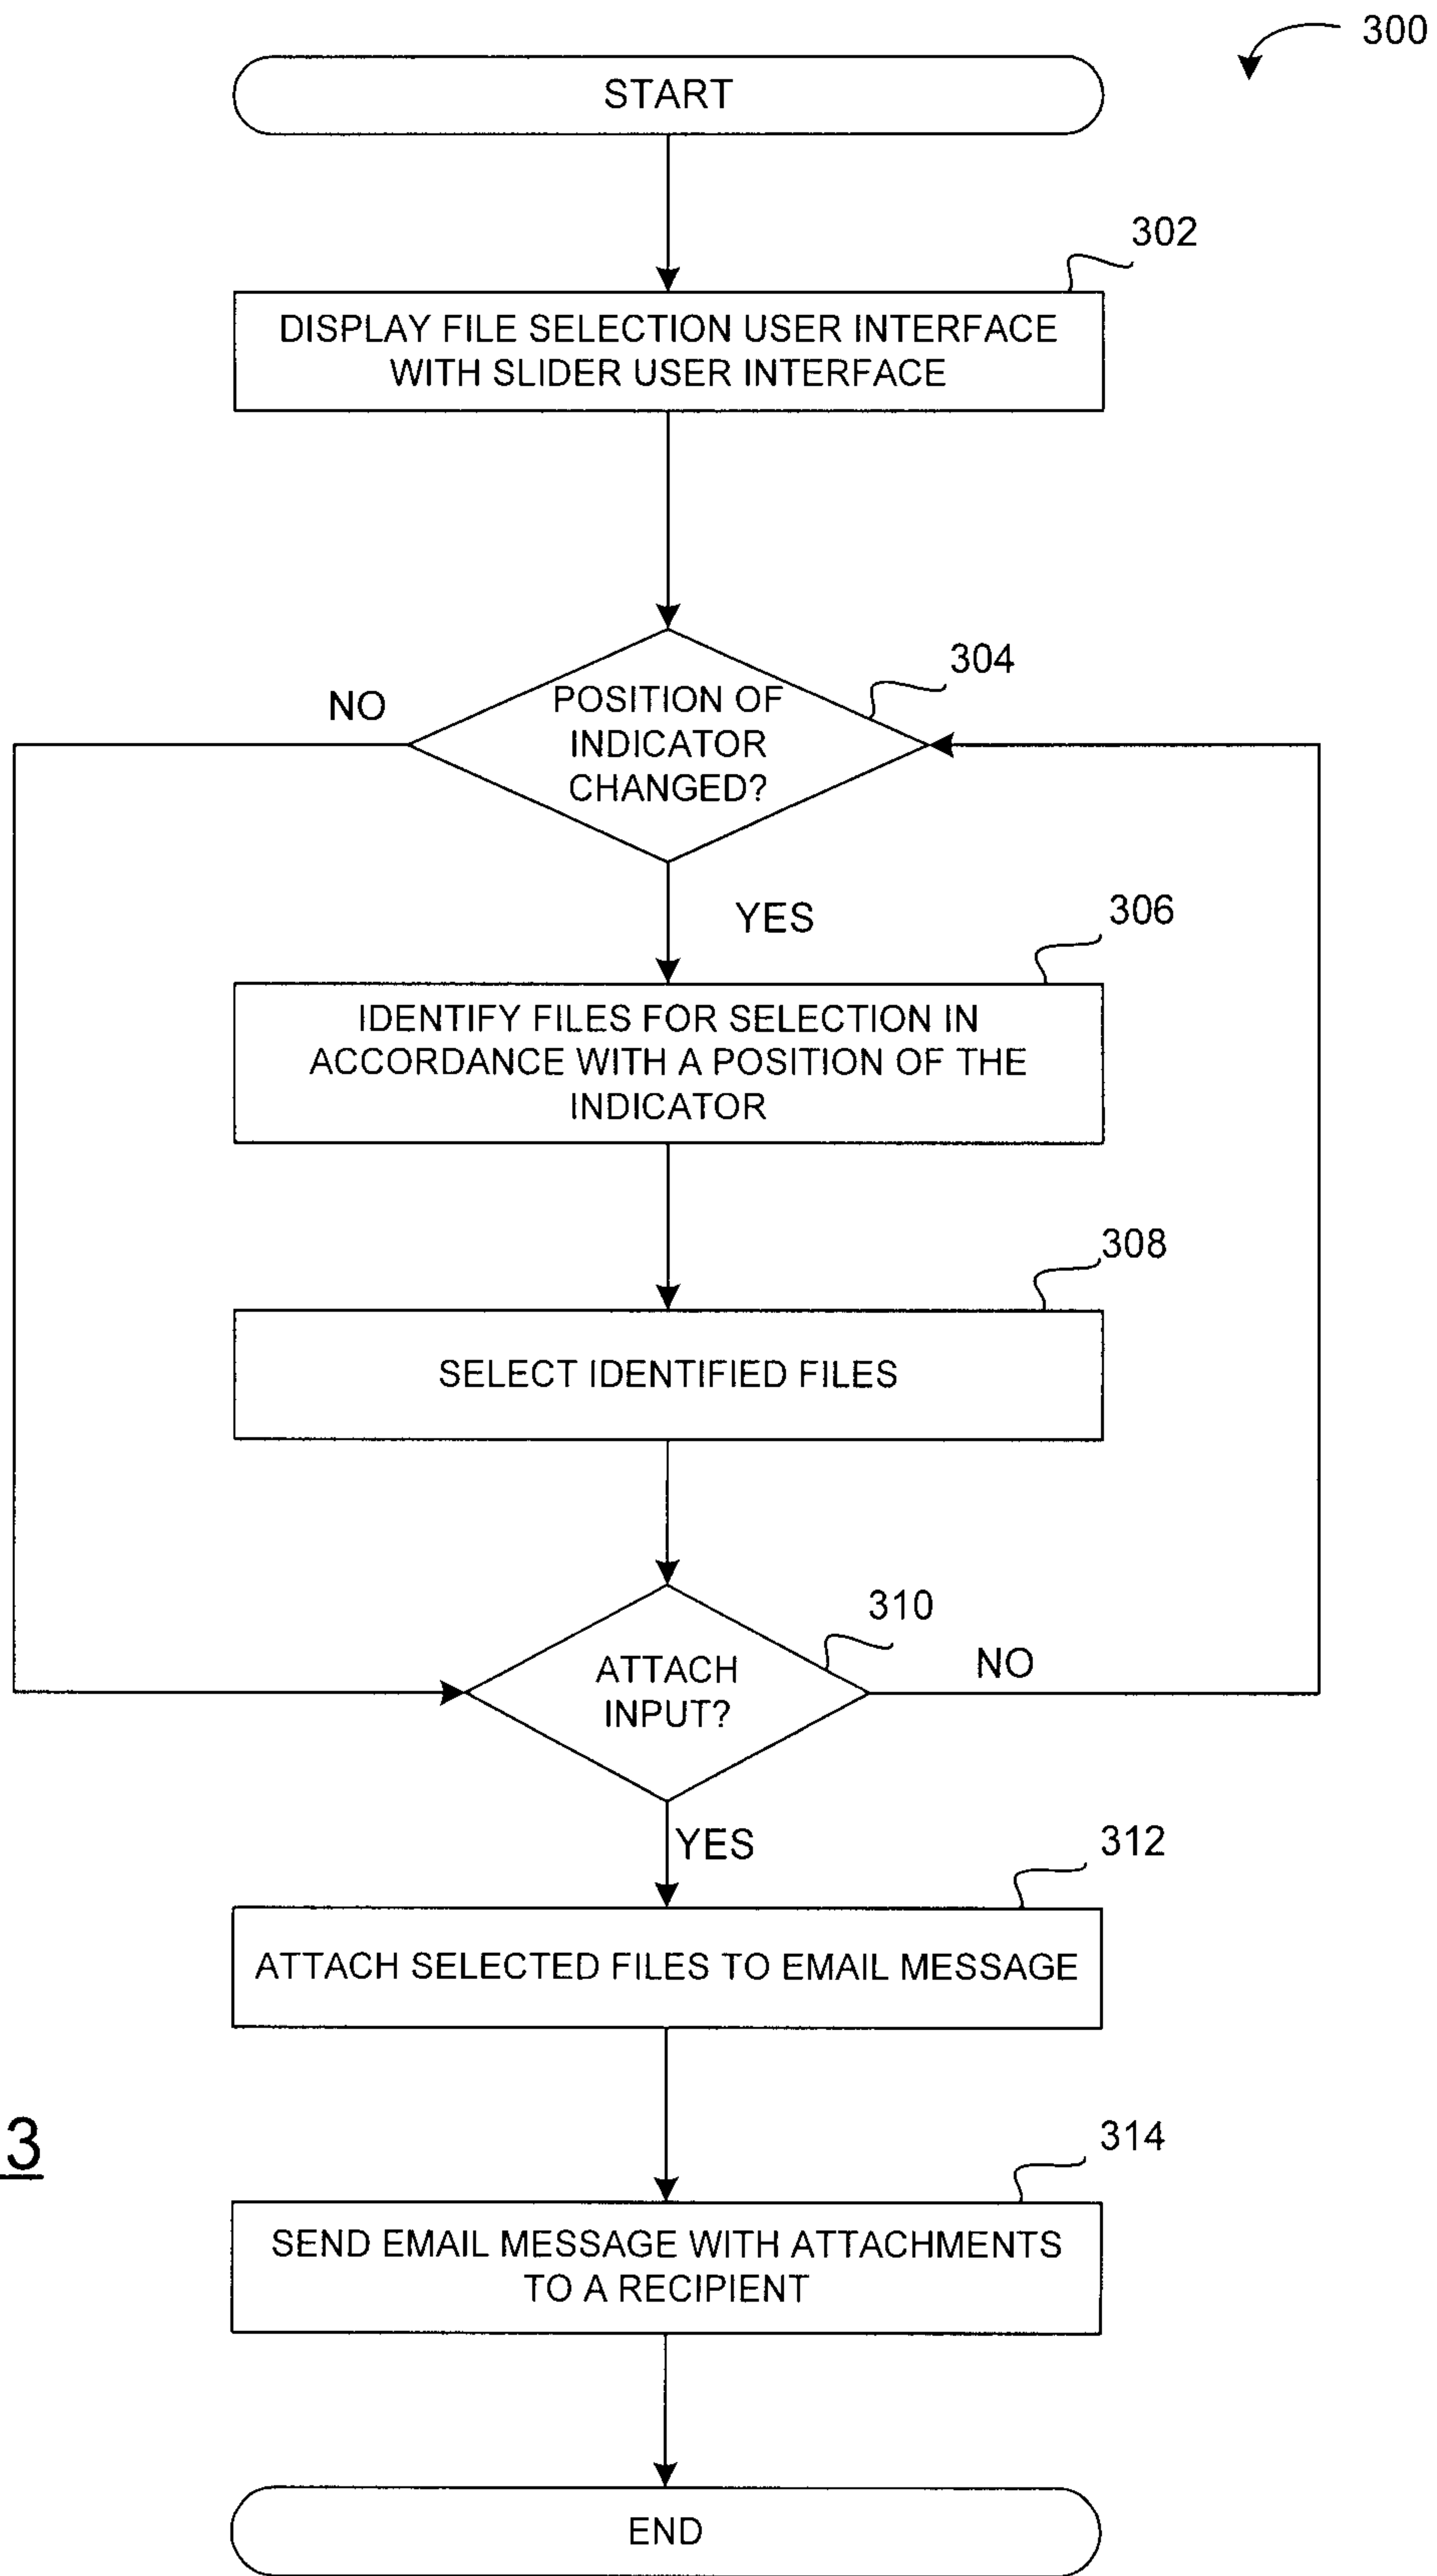 300
START
302
DISPLAY FILE SELECTION USER INTERFACE
WITH SLIDER USER INTERFACE
304
NO
POSITION OF
INDICATOR
CHANGED?
YES
306
IDENTIFY FILES FOR SELECTION IN
ACCORDANCE WITH A POSITION OF THE
INDICATOR
308
SELECT IDENTIFIED FILES
310
ATTACH
INPUT?
NO
YES
312
ATTACH SELECTED FILES TO EMAIL MESSAGE
3
314
SEND EMAIL MESSAGE WITH ATTACHMENTS
TO A RECIPIENT
END